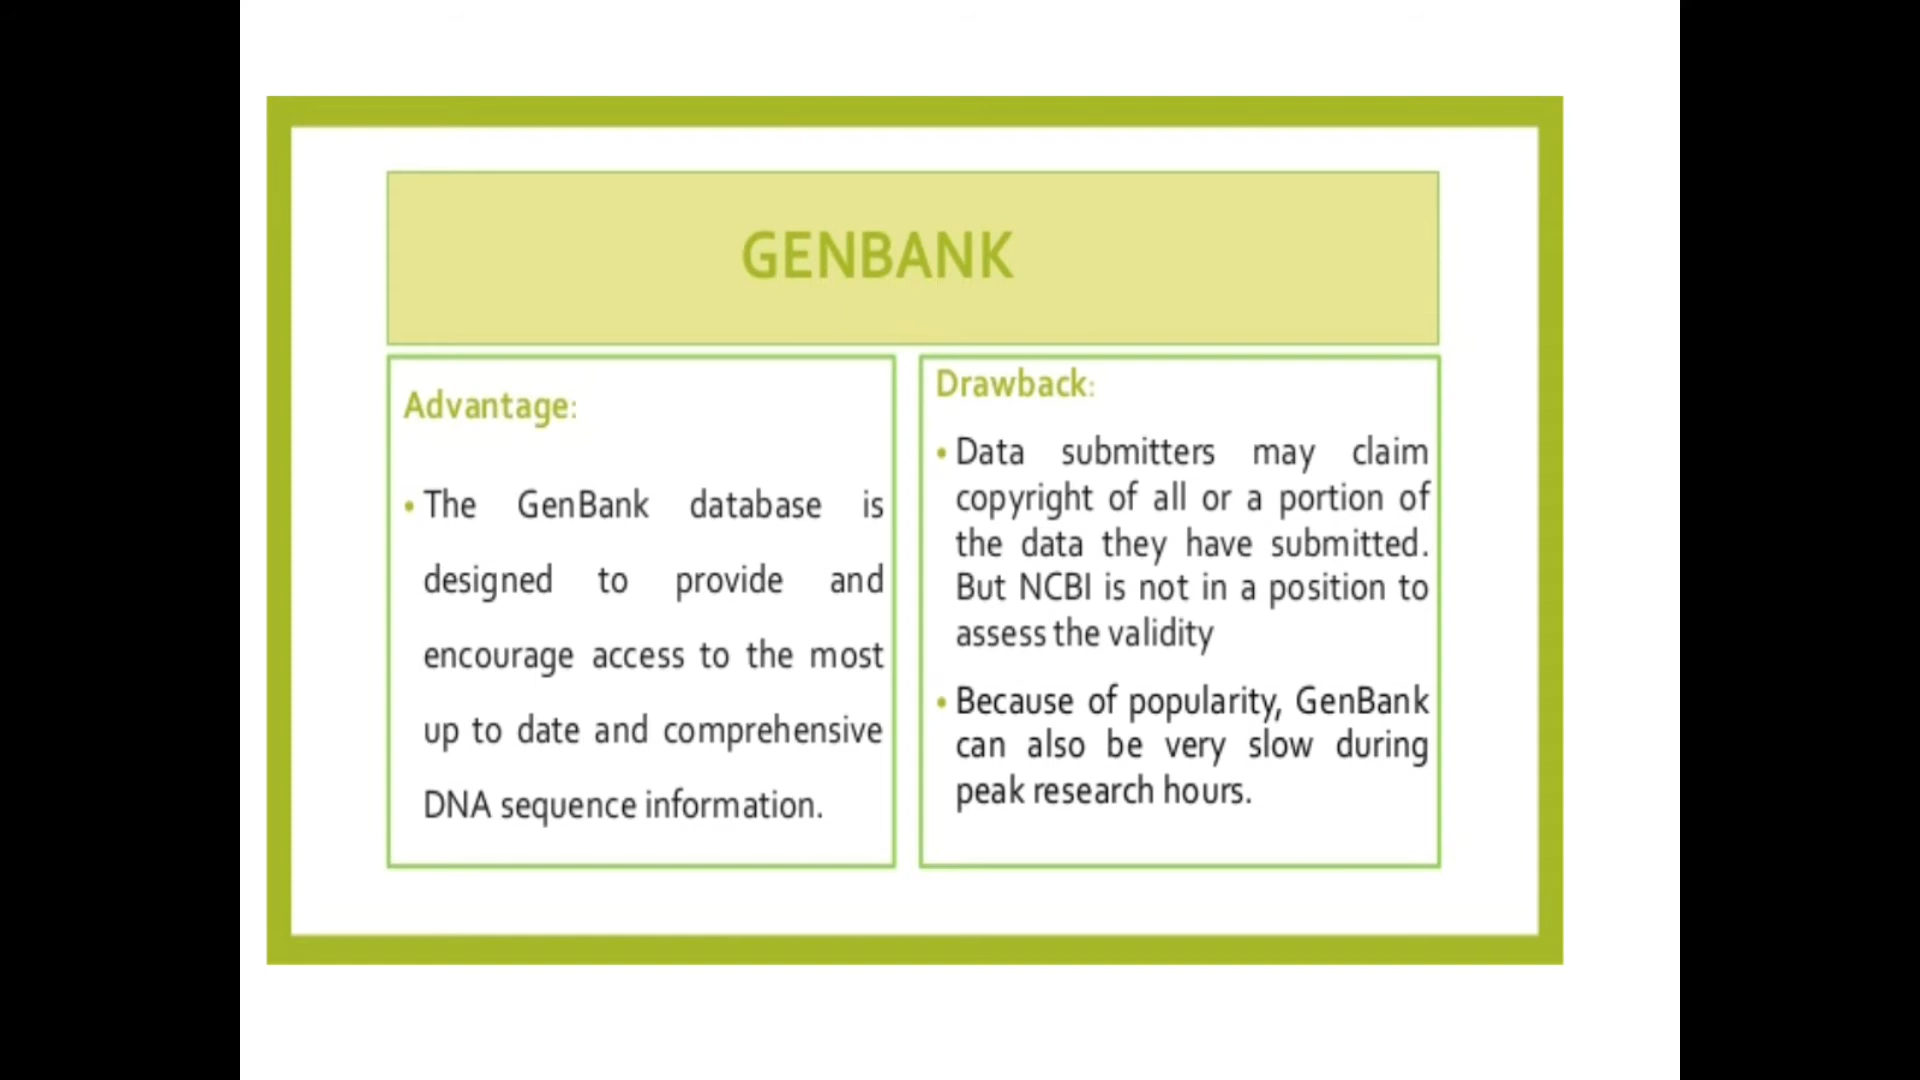 GENBANK
Advantage:
• The GenBank database is
designed to provide and
encourage access to the most
up to date and comprehensive
DNA sequence information.
Drawback:
• Data submitters may claim
copyright of all or a portion of
the data they have submitted.
But NCBI is not in a position to
assess the validity
• Because of popularity, GenBank
can also be very slow during
peak research hours.